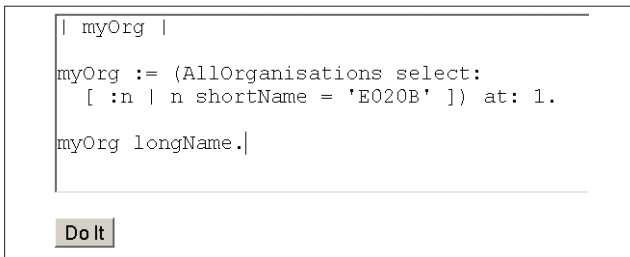 | myOrg |
myOrg := (AllOrganisations select:
[ :n | n shortName = 'E020B' ]) at: 1.
myOrg longName.
Do It